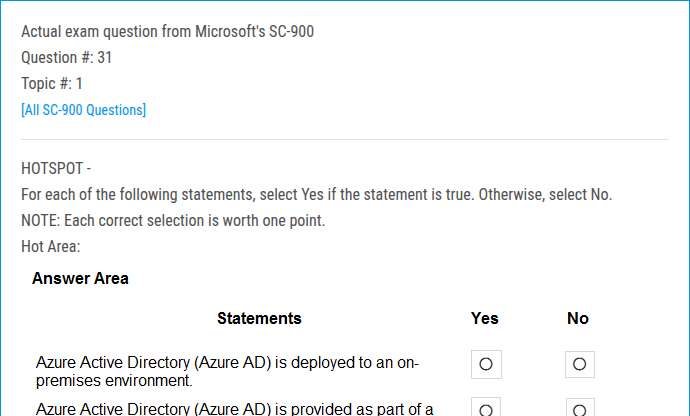 Actual exam question from Microsoft's SC-900
Question #: 31
Topic #: 1
[All SC-900 Questions]
HOTSPOT -
For each of the following statements, select Yes if the statement is true. Otherwise, select No.
NOTE: Each correct selection is worth one point.
Hot Area:
Answer Area
Statements Yes No
Azure Active Directory (Azure AD) is deployed to an on-
premises environment.
Azure Active Directory (Azure AD) is provided as part of a